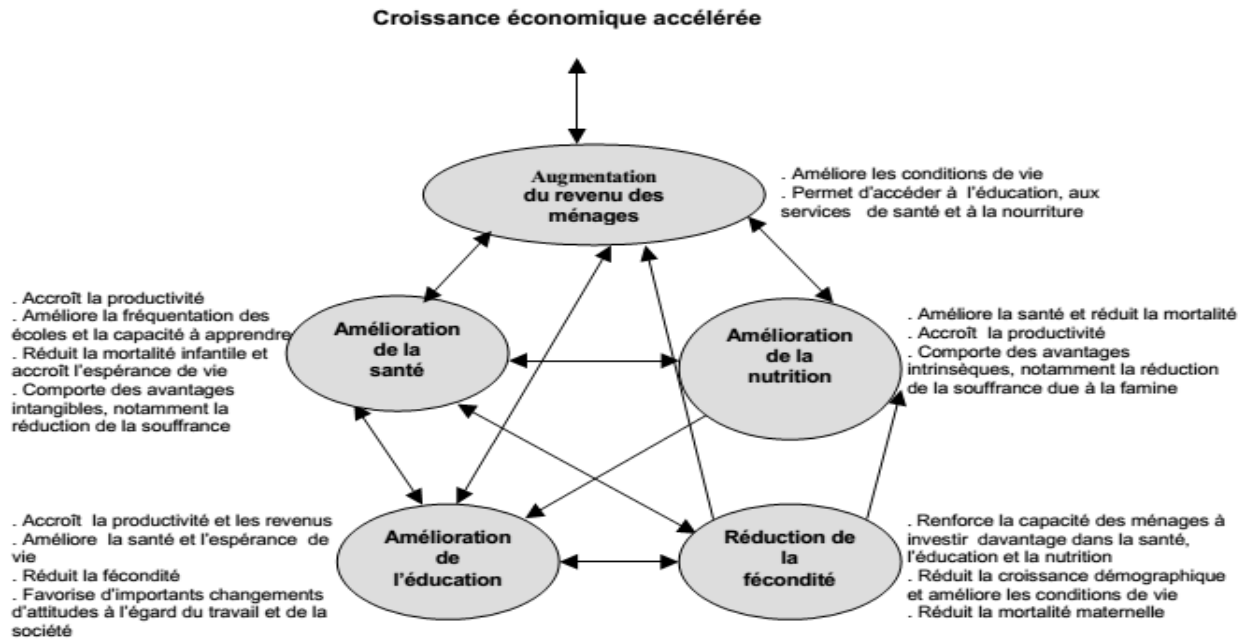 Croissance économique accélérée
Augmentation
du revenu des
ménages
. Améliore les conditions de vie
. Permet d'accéder à l'éducation, aux
services de santé et à la nourriture
. Accroît la productivité
. Améliore la fréquentation des
écoles et la capacité à apprendre
. Réduit la mortalité infantile et
accroît l'espérance de vie
. Comporte des avantages
intangibles, notamment la
réduction de la souffrance
Amélioration
de la
santé
Amélioration
de la
nutrition
. Améliore la santé et réduit la mortalité
. Accroît la productivité
. Comporte des avantages
intrinsèques, notamment la réduction
de la souffrance due à la famine
. Accroît la productivité et les revenus
. Améliore la santé et l'espérance de
vie
. Réduit la fécondité
. Favorise d'importants changements
d'attitudes à l'égard du travail et de la
société
Amélioration
de
l'éducation
Réduction de
la
fécondité
. Renforce la capacité des ménages à
investir davantage dans la santé,
l'éducation et la nutrition
. Réduit la croissance démographique
et améliore les conditions de vie
. Réduit la mortalité maternelle